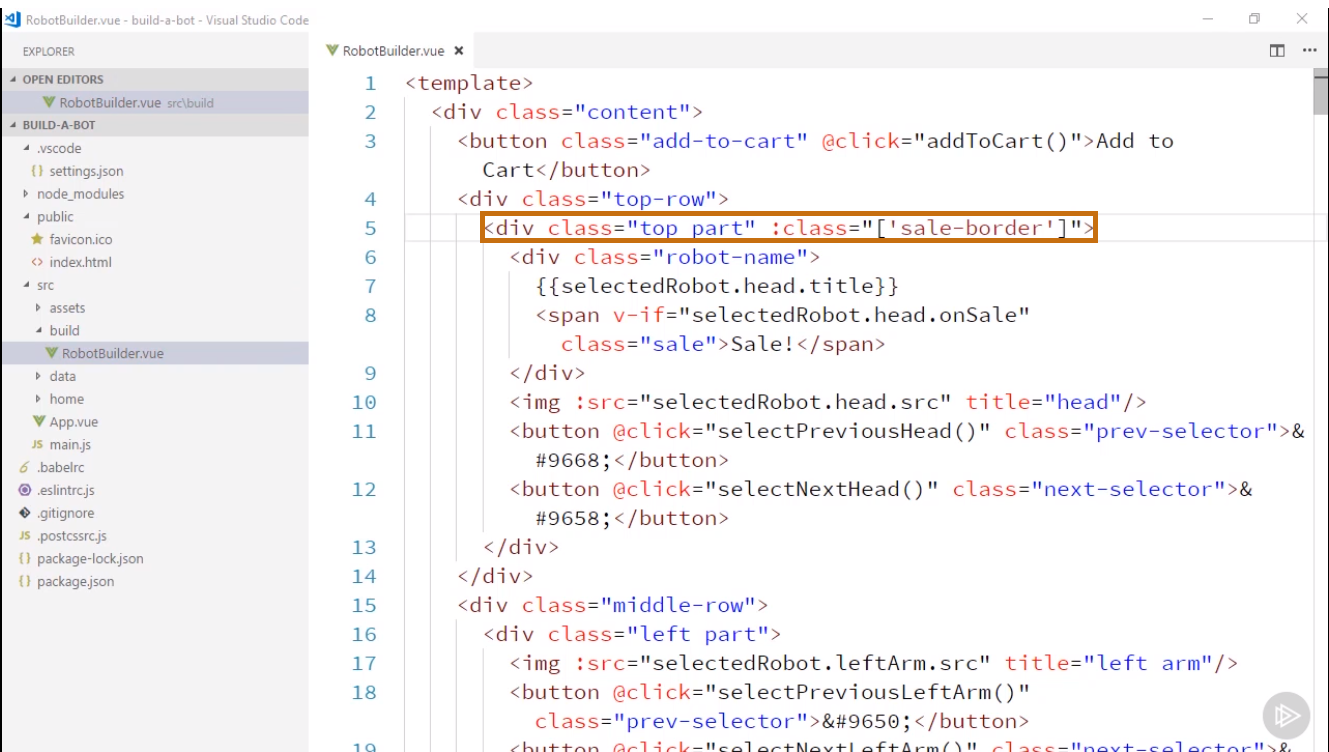 RobotBuilder.vue - build-a-bot - Visual Studio Code
EXPLORER
OPEN EDITORS
RobotBuilder.vue src\build
BUILD-A-BOT
.vscode
{} settings.json
node_modules
public
favicon.ico
<> index.html
src
assets
build
RobotBuilder.vue
data
home
App.vue
JS main.js
.babelrc
.eslintrc.js
.gitignore
JS .postcssrc.js
{} package-lock.json
{} package.json
RobotBuilder.vue
1 <template>
2 <div class="content">
3 <button class="add-to-cart" @click="addToCart()">Add to
Cart</button>
4 <div class="top-row">
5 <div class="top part" :class="['sale-border']">
6 <div class="robot-name">
7 {{selectedRobot.head.title}}
8 <span v-if="selectedRobot.head.onSale"
class="sale">Sale!</span>
9 </div>
10 <img :src="selectedRobot.head.src" title="head"/>
11 <button @click="selectPreviousHead()" class="prev-selector">&
#9668;</button>
12 <button @click="selectNextHead()" class="next-selector">&
#9658;</button>
13 </div>
14 </div>
15 <div class="middle-row">
16 <div class="left part">
17 <img :src="selectedRobot.leftArm.src" title="left arm"/>
18 <button @click="selectPreviousLeftArm()"
class="prev-selector">&#9650;</button>
19 <button @click="selectNextLeftArm()" class="next-selector">&